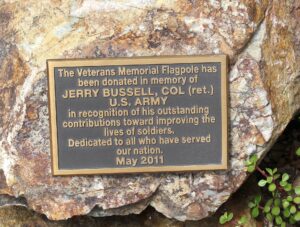 The Veterans Memorial Flagpole has
been donated in memory of
JERRY BUSSELL, COL (ret.)
U.S. ARMY
in recognition of his outstanding
contributions toward improving the
lives of soldiers.
Dedicated to all who have served
our nation.
May 2011